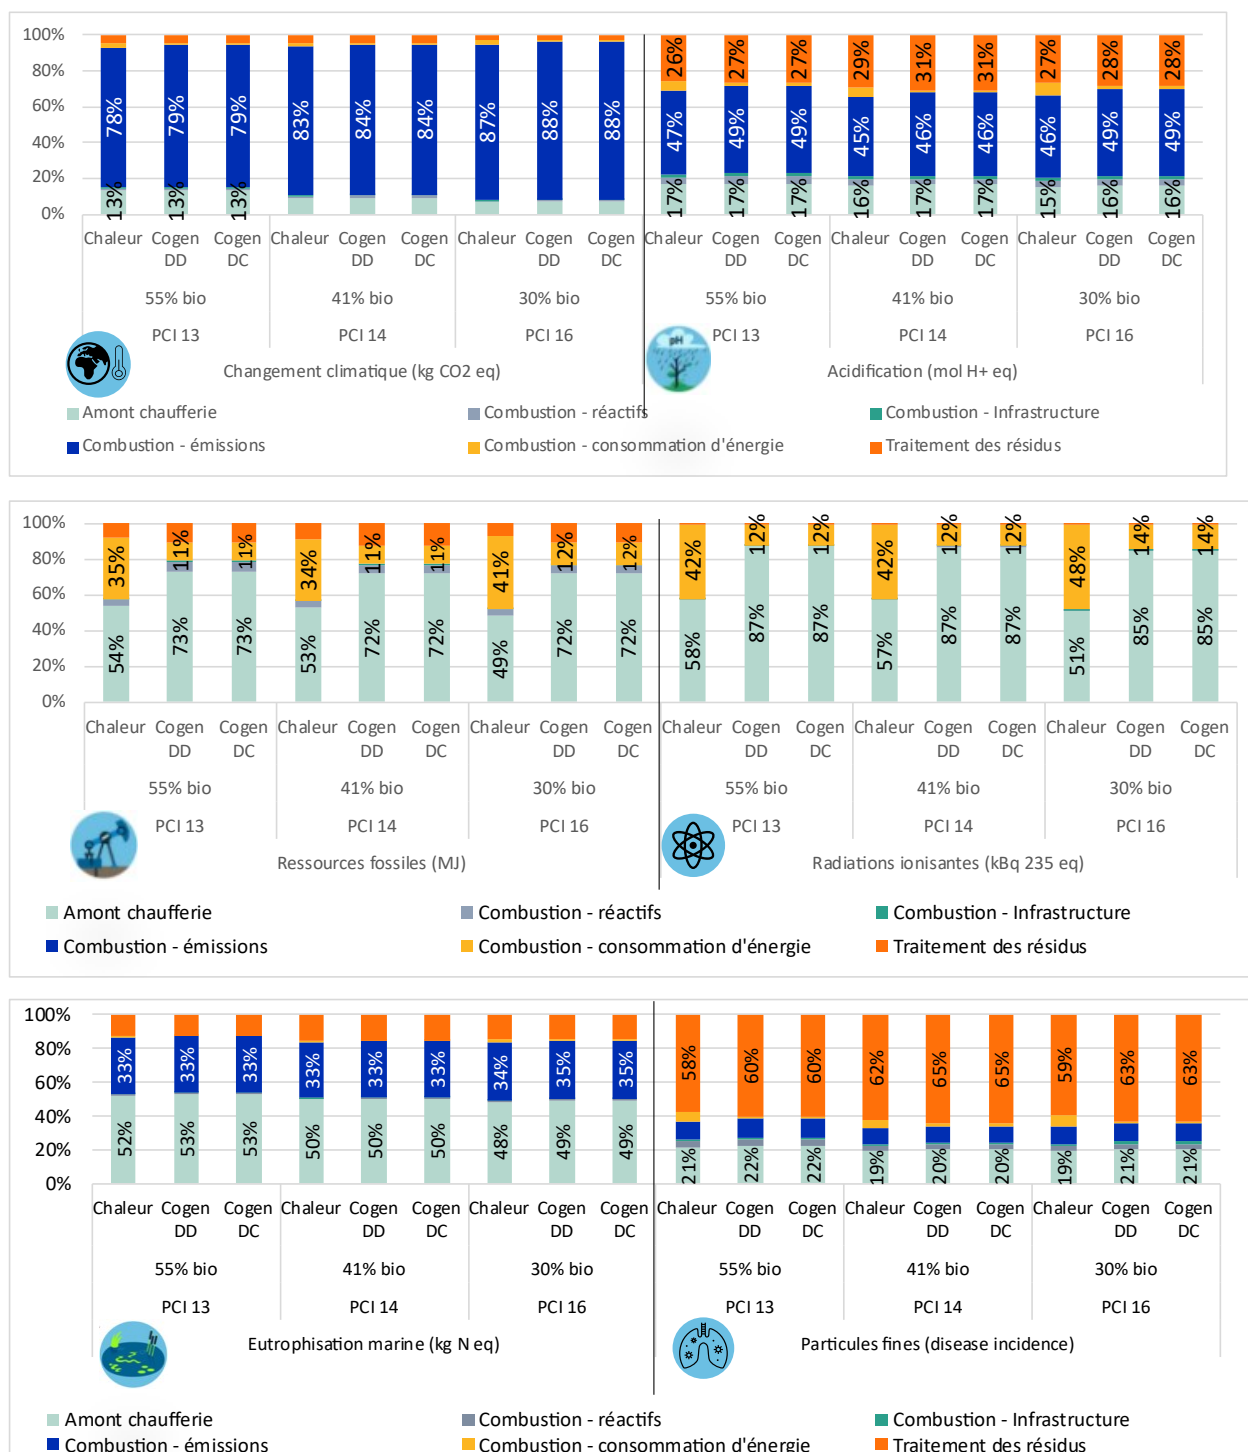 100%
80%
60%
40%
20%
0%
78% 79% 79% 83% 84% 84% 87% 88% 88%
13% 13% 13%
26% 27% 27% 29% 31% 31% 27% 28% 28%
47% 49% 49% 45% 46% 46% 46% 49% 49%
17% 17% 17% 16% 17% 17% 15% 16% 16%
Chaleur Cogen DD Cogen DC Chaleur Cogen DD Cogen DC Chaleur Cogen DD Cogen DC Chaleur Cogen DD Cogen DC Chaleur Cogen DD Cogen DC Chaleur Cogen DD Cogen DC
55% bio 41% bio 30% bio 55% bio 41% bio 30% bio
PCI 13 PCI 14 PCI 16 PCI 13 PCI 14 PCI 16
pH
Changement climatique (kg CO2 eq) Acidification (mol H+ eq)
Amont chaufferie Combustion - réactifs Combustion - Infrastructure
Combustion - émissions Combustion - consommation d'énergie Traitement des résidus
100%
80%
60%
40%
20%
0%
35% 11% 11% 34% 11% 11% 41% 12% 12%
54% 73% 73% 53% 72% 72% 49% 72% 72%
42% 12% 12% 42% 12% 12% 48% 14% 14%
58% 87% 87% 57% 87% 87% 51% 85% 85%
Chaleur Cogen DD Cogen DC Chaleur Cogen DD Cogen DC Chaleur Cogen DD Cogen DC Chaleur Cogen DD Cogen DC Chaleur Cogen DD Cogen DC Chaleur Cogen DD Cogen DC
55% bio 41% bio 30% bio 55% bio 41% bio 30% bio
PCI 13 PCI 14 PCI 16 PCI 13 PCI 14 PCI 16
Ressources fossiles (MJ) Radiations ionisantes (kBq 235 eq)
Amont chaufferie Combustion - réactifs Combustion - Infrastructure
Combustion - émissions Combustion - consommation d'énergie Traitement des résidus
100%
80%
60%
40%
20%
0%
33% 33% 33% 33% 33% 33% 34% 35% 35%
52% 53% 53% 50% 50% 50% 48% 49% 49%
58% 60% 60% 62% 65% 65% 59% 63% 63%
21% 22% 22% 19% 20% 20% 19% 21% 21%
Chaleur Cogen DD Cogen DC Chaleur Cogen DD Cogen DC Chaleur Cogen DD Cogen DC Chaleur Cogen DD Cogen DC Chaleur Cogen DD Cogen DC Chaleur Cogen DD Cogen DC
55% bio 41% bio 30% bio 55% bio 41% bio 30% bio
PCI 13 PCI 14 PCI 16 PCI 13 PCI 14 PCI 16
Eutrophisation marine (kg N eq) Particules fines (disease incidence)
Amont chaufferie Combustion - réactifs Combustion - Infrastructure
Combustion - émissions Combustion - consommation d'énergie Traitement des résidus